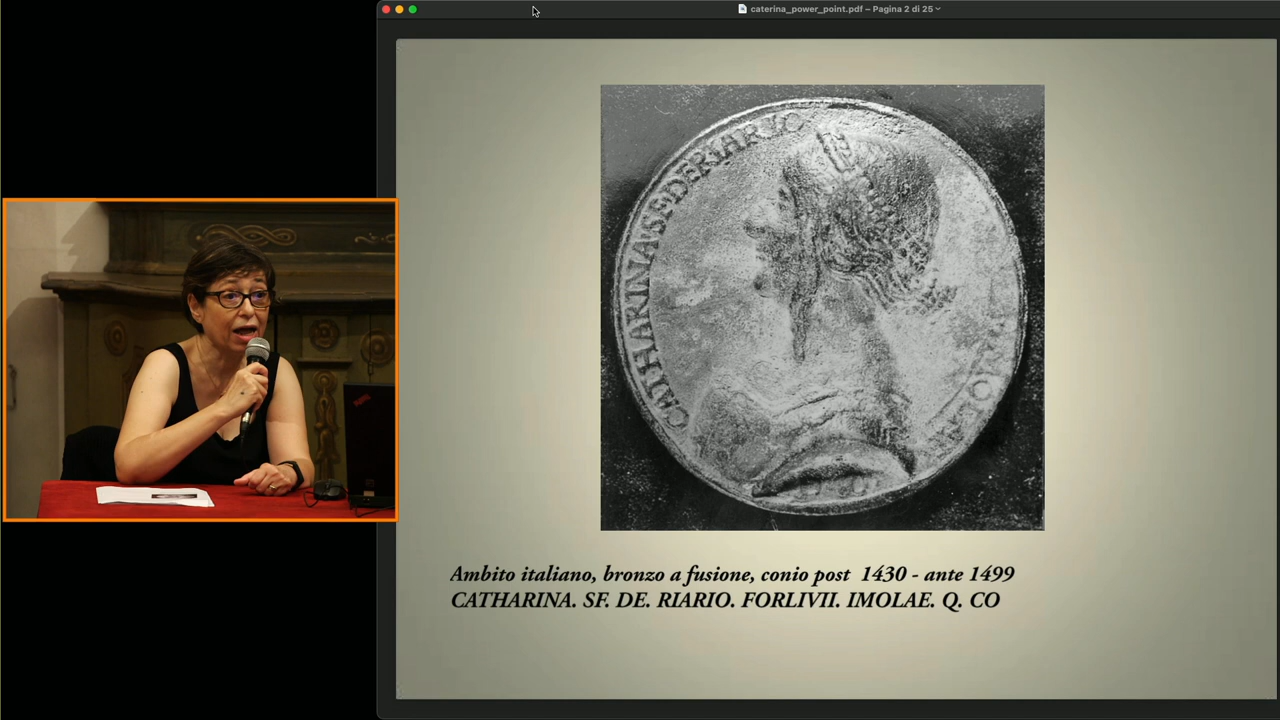 caterina_power_point.pdf – Pagina 2 di 25
CATHARINA.SF.DE.RIARIO
Ambito italiano, bronzo a fusione, conio post 1430 - ante 1499
CATHARINA. SF. DE. RIARIO. FORLIVII. IMOLAE. Q. CO